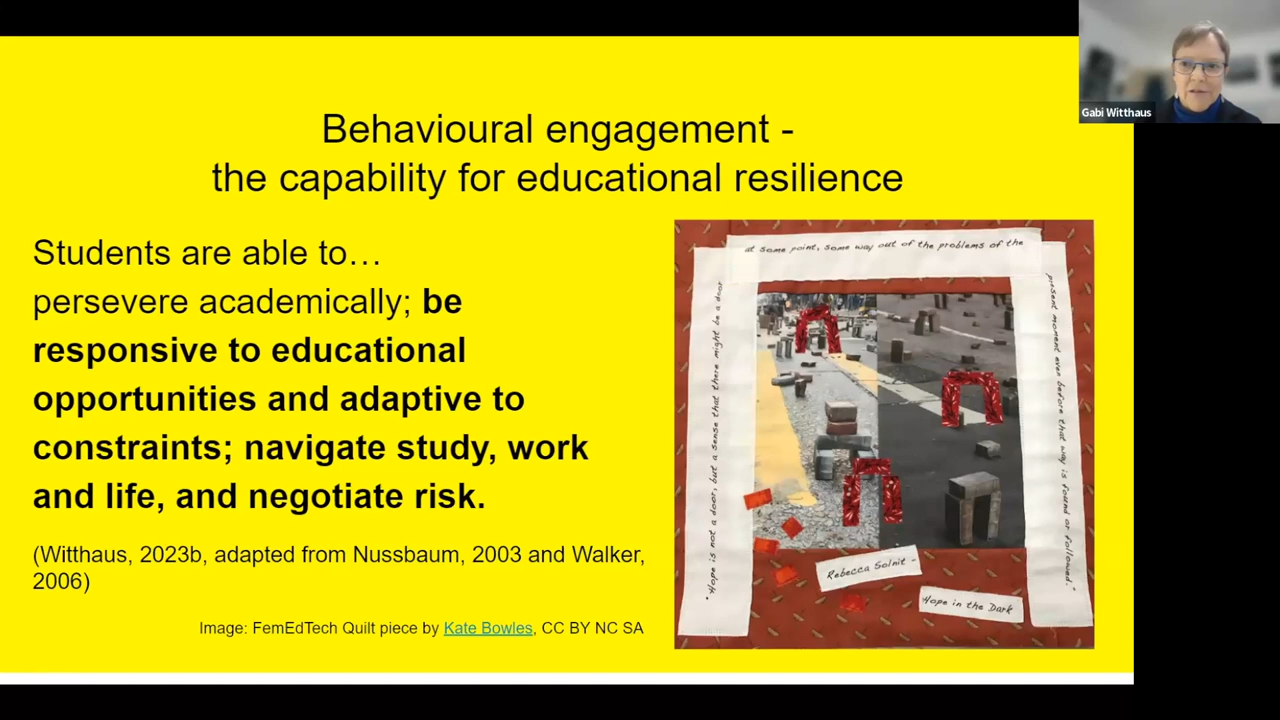 Behavioural engagement -
the capability for educational resilience
Gabi Witthaus
Students are able to…
persevere academically; be
responsive to educational
opportunities and adaptive to
constraints; navigate study, work
and life, and negotiate risk.
(Witthaus, 2023b, adapted from Nussbaum, 2003 and Walker,
2006)
Image: FemEdTech Quilt piece by Kate Bowles, CC BY NC SA
"Hope is not a door, but a sense that there might be a door
at some point, some way out of the problems of the
present moment even before that way is found or followed."
Rebecca Solnit -
Hope in the Dark